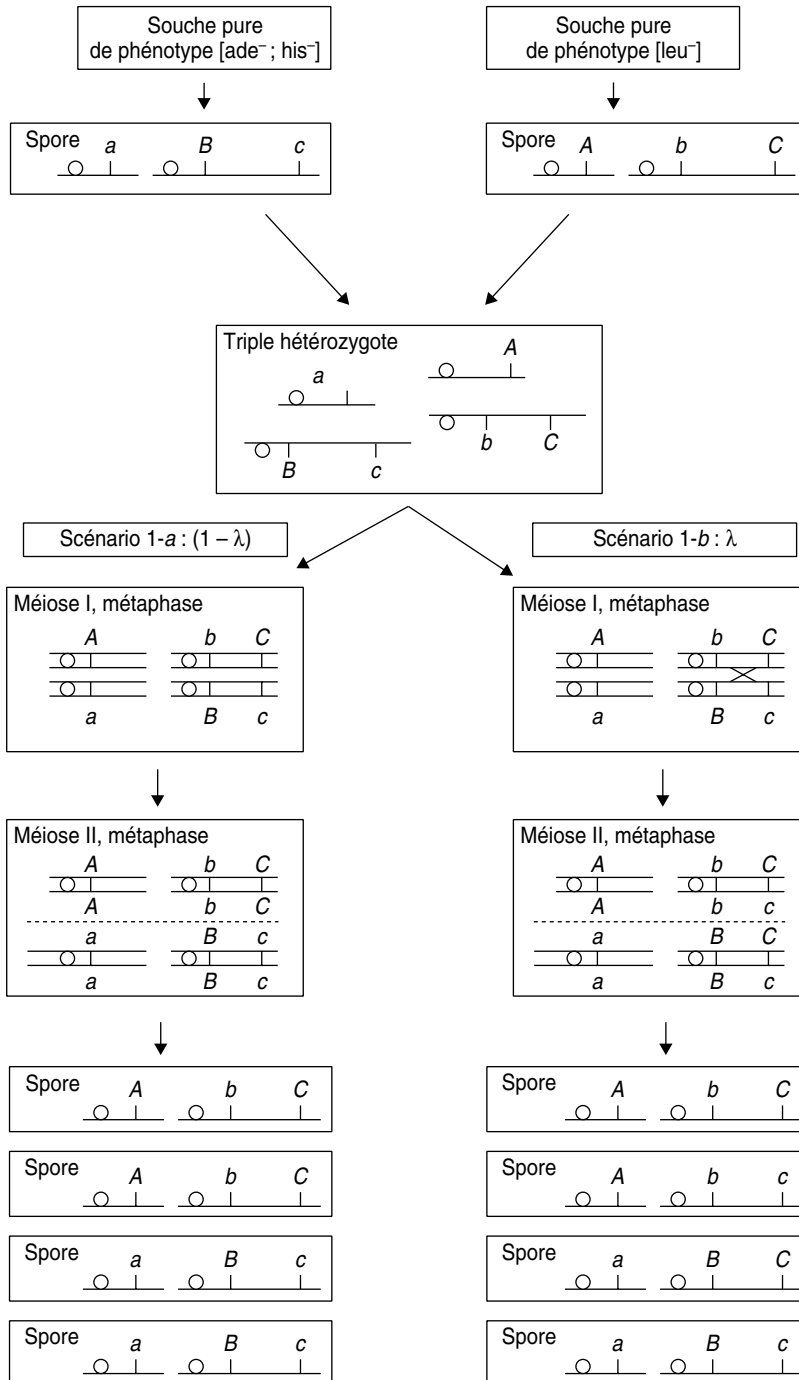 Souche pure
de phénotype [ade⁻ ; his⁻]
Souche pure
de phénotype [leu⁻]
Spore
a B c
Spore
A b C
Triple hétérozygote
A
a
b C
B c
Scénario 1-a : (1 – λ)
Scénario 1-b : λ
Méiose I, métaphase
A b C
a B c
Méiose I, métaphase
A b C
a B c
Méiose II, métaphase
A b C
A b C
a B c
a B c
Méiose II, métaphase
A b C
A b c
a B C
a B c
Spore
A b C
Spore
A b C
Spore
A b C
Spore
A b c
Spore
a B c
Spore
a B C
Spore
a B c
Spore
a B c